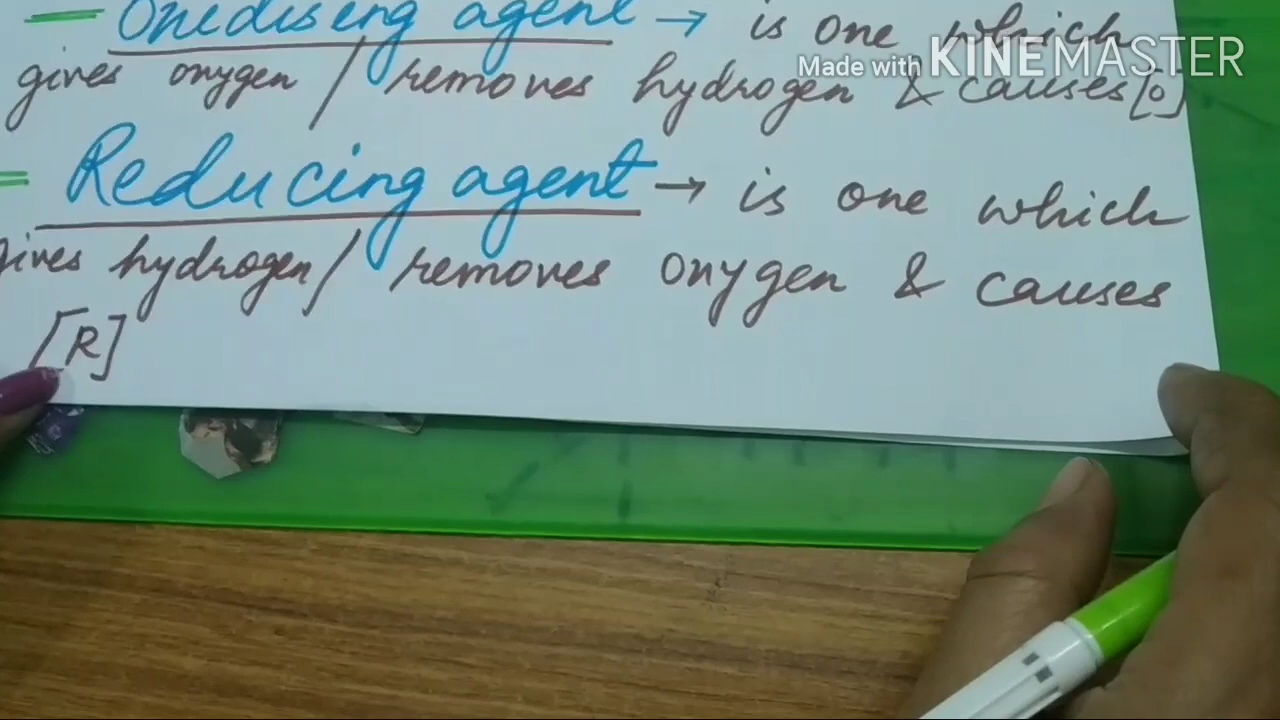 — Oxidising agent → is one which
Made with KINEMASTER
gives oxygen / removes hydrogen & causes [O]
= Reducing agent → is one which
gives hydrogen / removes oxygen & causes
[R]